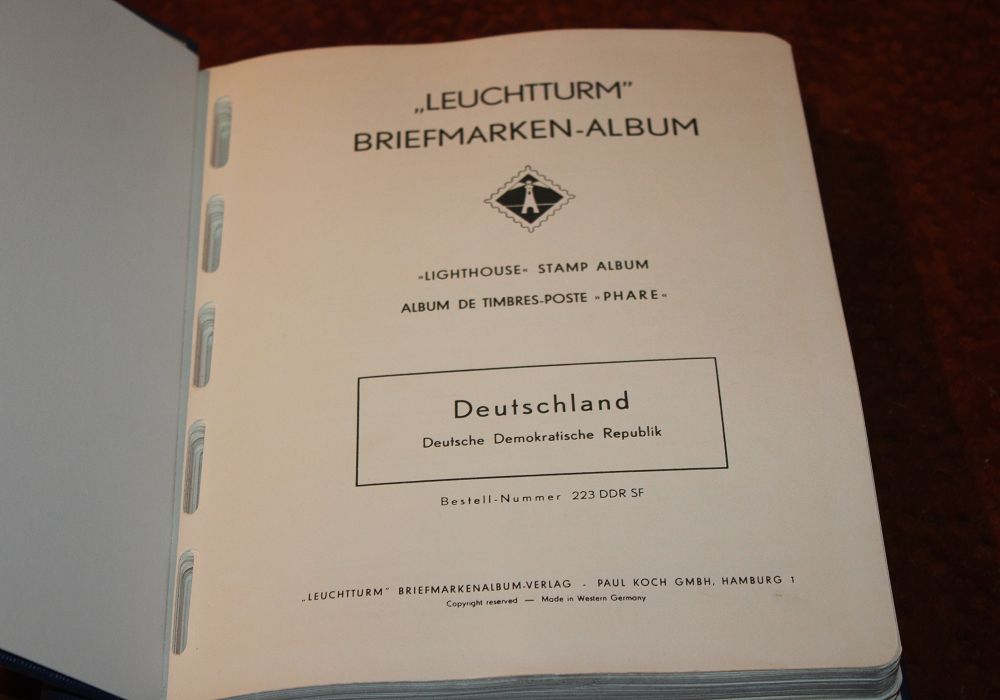 „LEUCHTTURM”
BRIEFMARKEN-ALBUM
»LIGHTHOUSE« STAMP ALBUM
ALBUM DE TIMBRES-POSTE »PHARE«
Deutschland
Deutsche Demokratische Republik
Bestell-Nummer 223 DDR SF
„LEUCHTTURM” BRIEFMARKENALBUM-VERLAG - PAUL KOCH GMBH, HAMBURG 1
Copyright reserved — Made in Western Germany